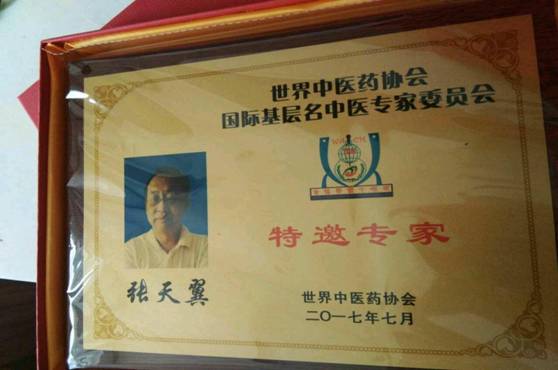 世界中医药协会
国际基层名中医专家委员会
特邀专家
张天翼
世界中医药协会
二〇一七年七月